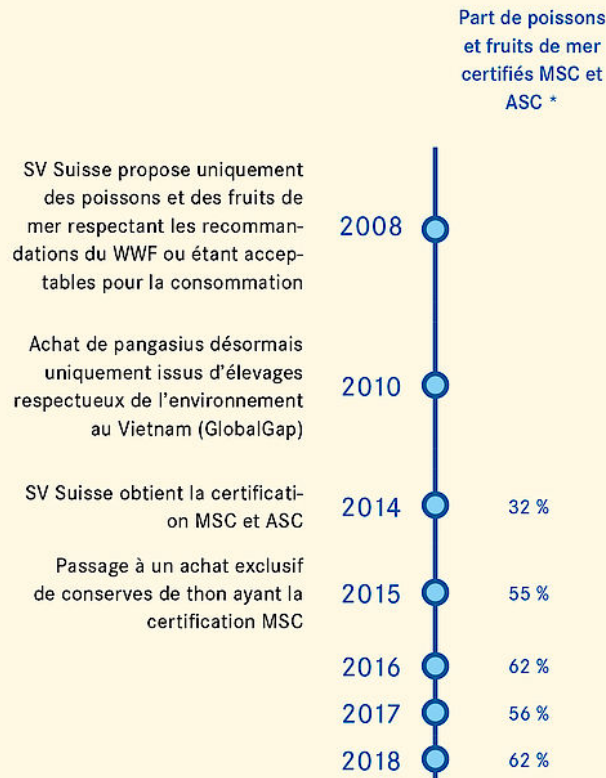 Part de poissons
et fruits de mer
certifiés MSC et
ASC *
SV Suisse propose uniquement
des poissons et des fruits de
mer respectant les recomman-
dations du WWF ou étant accep-
tables pour la consommation
2008
Achat de pangasius désormais
uniquement issus d'élevages
respectueux de l'environnement
au Vietnam (GlobalGap)
2010
SV Suisse obtient la certificati-
on MSC et ASC
2014
32 %
Passage à un achat exclusif
de conserves de thon ayant la
certification MSC
2015
55 %
2016
62 %
2017
56 %
2018
62 %